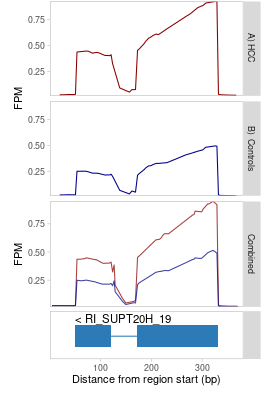 0.75
0.50
0.25
FPM
A) HCC
0.75
0.50
0.25
B) Controls
0.75
0.50
0.25
FPM
Combined
< RI_SUPT20H_19
100
200
300
Distance from region start (bp)